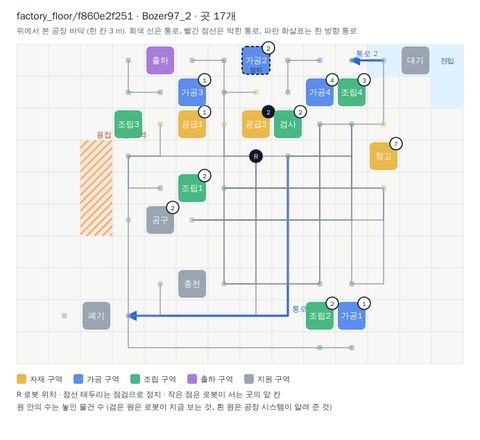 factory_floor/f860e2f251 · Bozer97_2 · 곳 17개
위에서 본 공장 바닥 (한 칸 3 m). 회색 선은 통로, 빨간 점선은 막힌 통로, 파란 화살표는 한 방향 통로
출하
가공2
2
정지
통로 2
대기
전립
가공3
1
가공4
4
조립4
3
조립3
용접
역
공급1
1
공급2
2
검사
2
R
창고
7
조립1
2
공구
2
충전
폐기
통로
조립2
2
가공1
1
자재 구역
가공 구역
조립 구역
출하 구역
지원 구역
R 로봇 위치 · 점선 테두리는 점검으로 정지 · 작은 점은 로봇이 서는 곳의 앞 칸
원 안의 수는 놓인 물건 수 (검은 원은 로봇이 지금 보는 것, 흰 원은 공장 시스템이 알려 준 것)